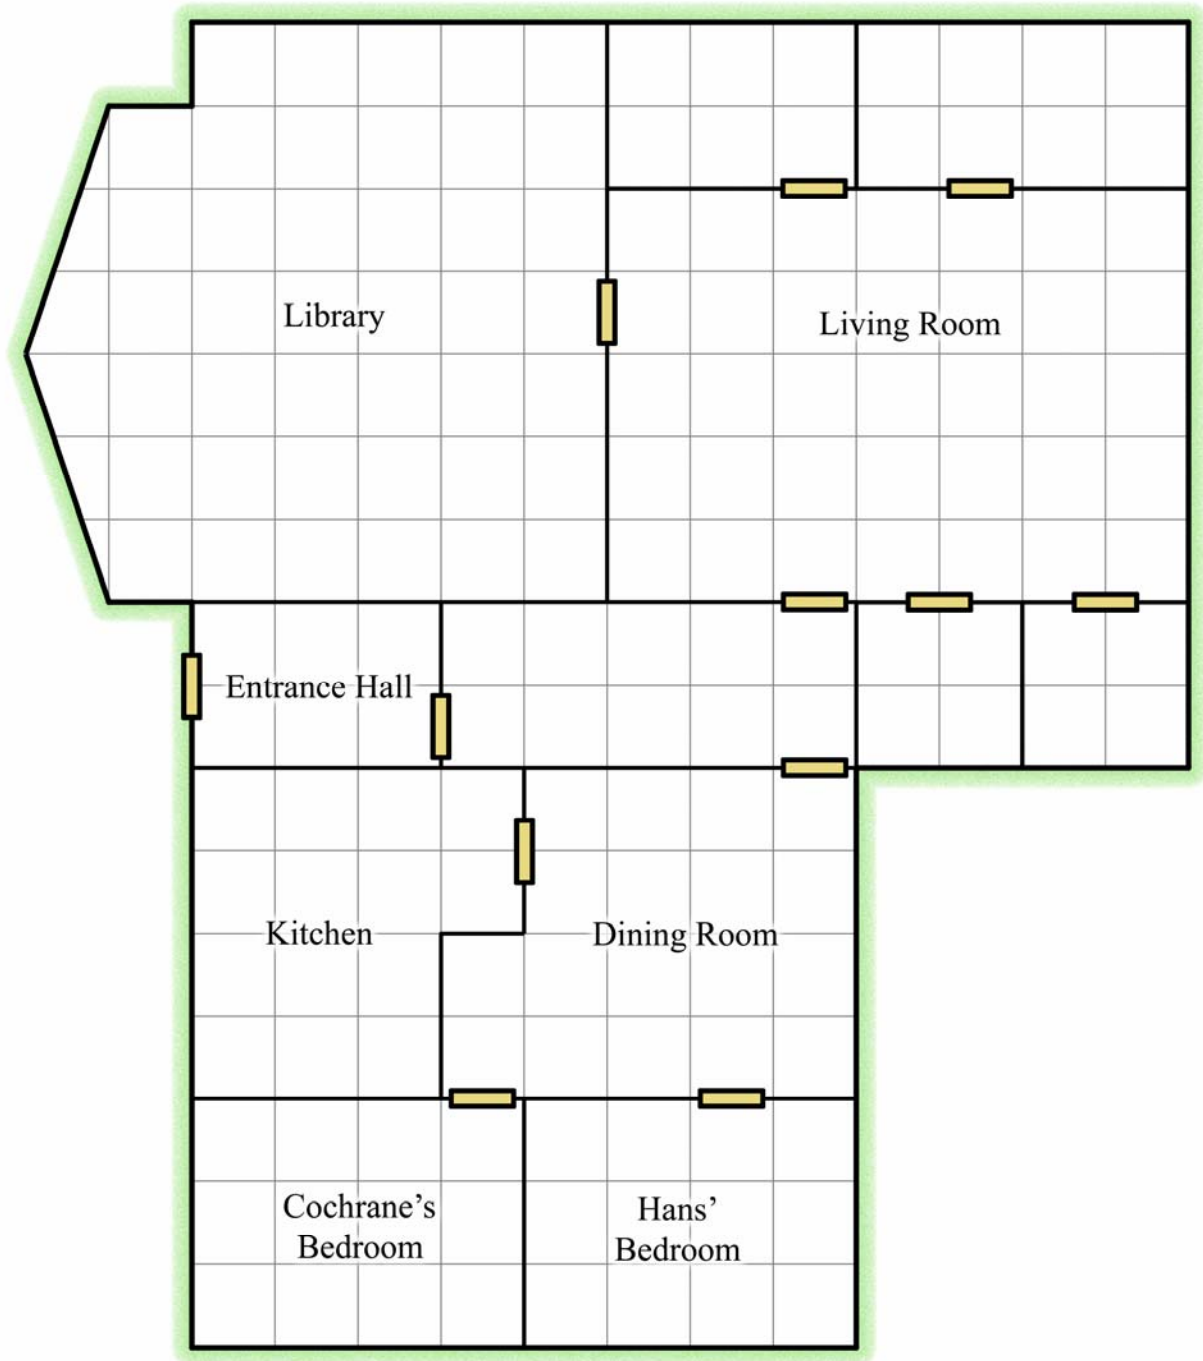 Library
Living Room
Entrance Hall
Kitchen
Dining Room
Cochrane’s
Bedroom
Hans’
Bedroom